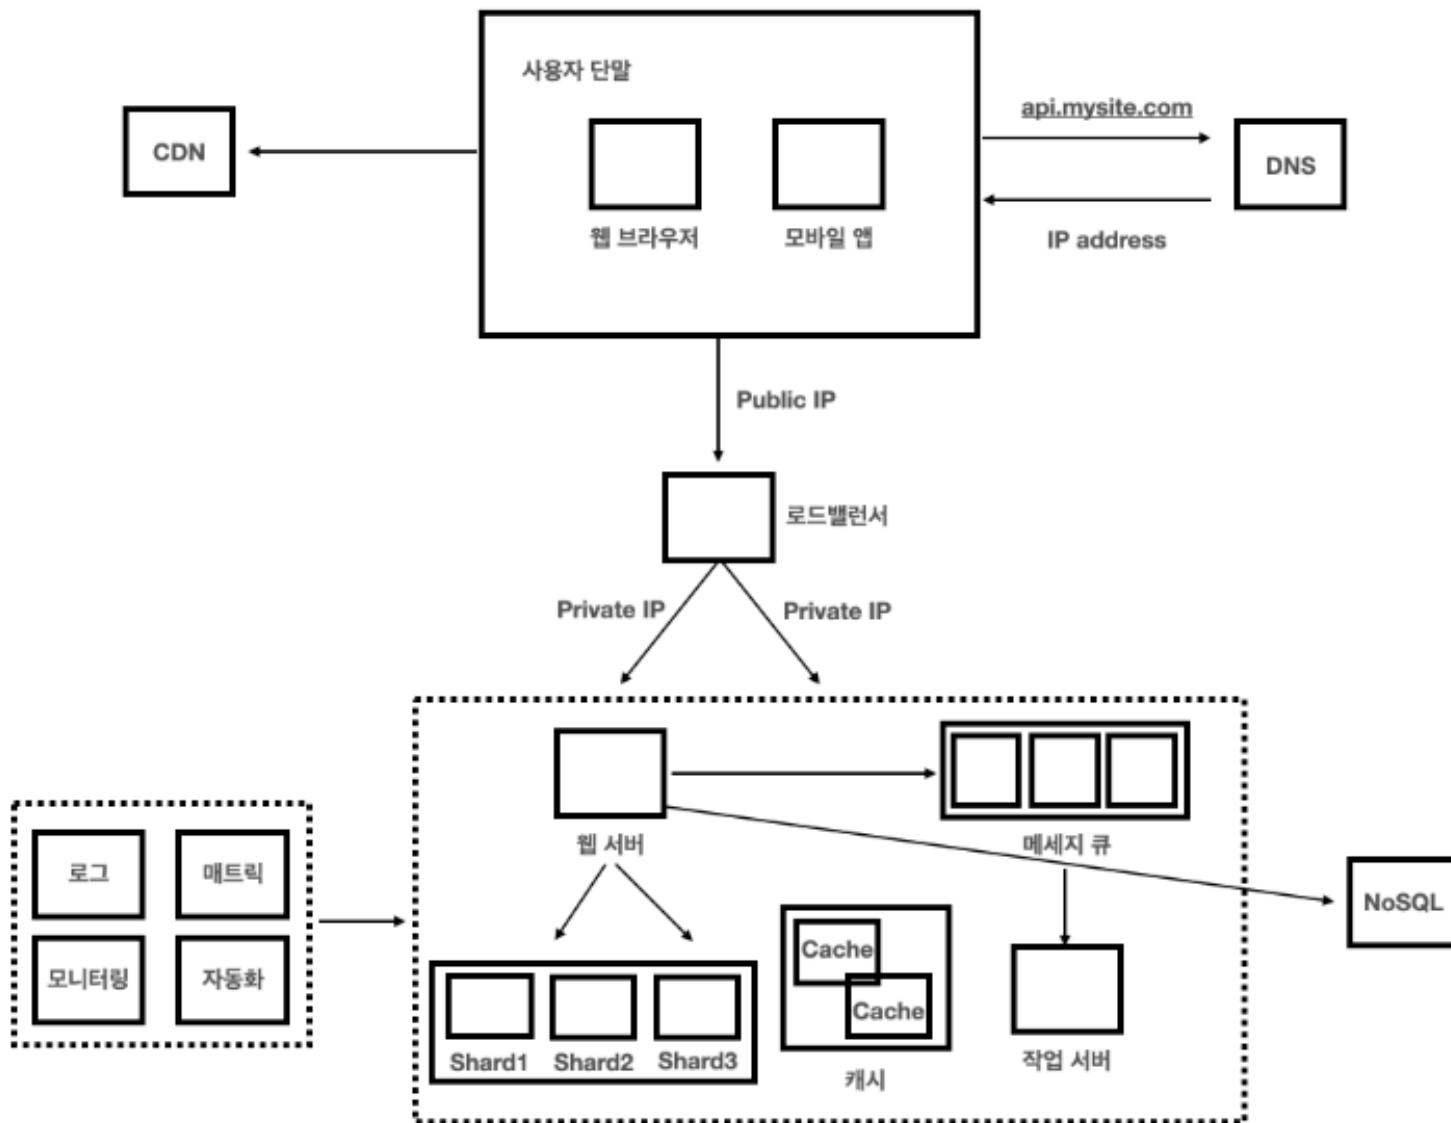 사용자 단말
api.mysite.com
CDN
DNS
웹 브라우저
모바일 앱
IP address
Public IP
로드밸런서
Private IP
Private IP
웹 서버
메세지 큐
로그
매트릭
모니터링
자동화
NoSQL
Cache
Cache
Shard1
Shard2
Shard3
캐시
작업 서버